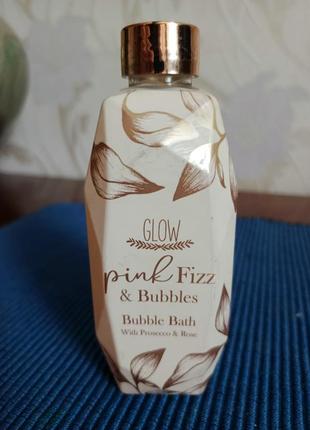 GLOW
pink Fizz
& Bubbles
Bubble Bath
With Prosecco & Rose